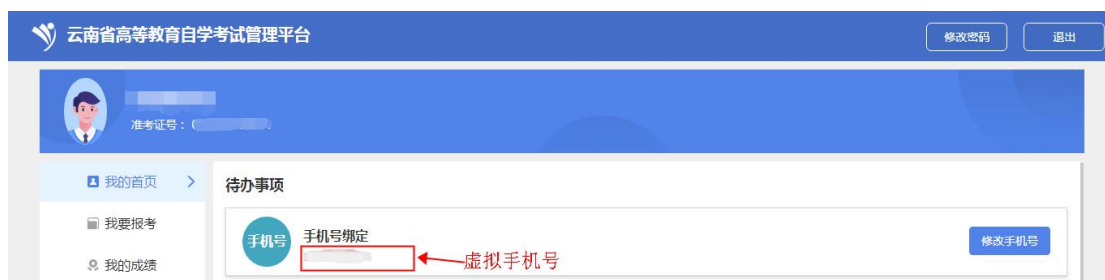 云南省高等教育自学考试管理平台
修改密码 退出
准考证号：
我的首页
待办事项
我要报考
手机号
手机号绑定
虚拟手机号
修改手机号
我的成绩